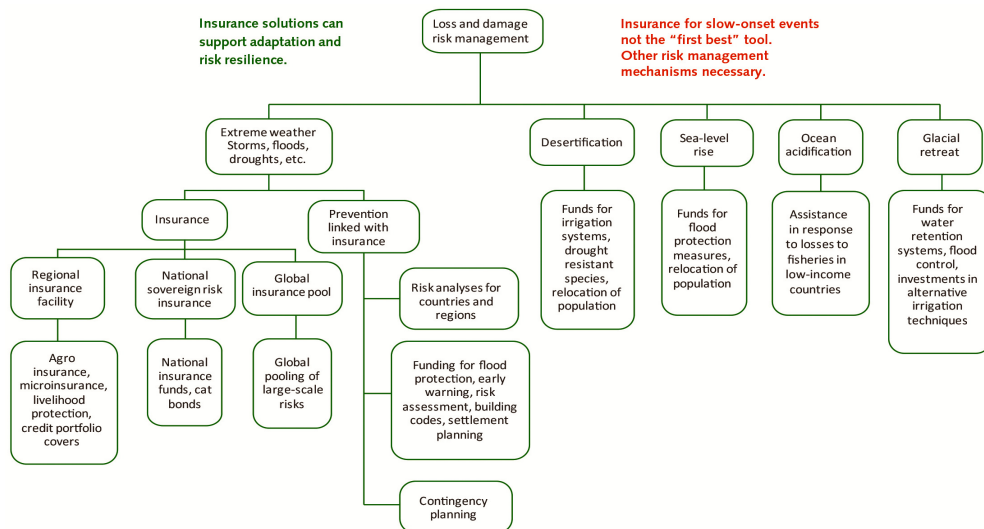 Insurance solutions can
support adaptation and
risk resilience.
Loss and damage
risk management
Insurance for slow-onset events
not the “first best” tool.
Other risk management
mechanisms necessary.
Extreme weather
Storms, floods,
droughts, etc.
Desertification
Sea-level
rise
Ocean
acidification
Glacial
retreat
Insurance
Prevention
linked with
insurance
Funds for
irrigation
systems,
drought
resistant
species,
relocation of
population
Funds for
flood
protection
measures,
relocation of
population
Assistance
in response
to losses to
fisheries in
low-income
countries
Funds for
water
retention
systems, flood
control,
investments in
alternative
irrigation
techniques
Regional
insurance
facility
National
sovereign risk
insurance
Global
insurance pool
Risk analyses for
countries and
regions
Agro
insurance,
microinsurance,
livelihood
protection,
credit portfolio
covers
National
insurance
funds, cat
bonds
Global
pooling of
large-scale
risks
Funding for flood
protection, early
warning, risk
assessment, building
codes, settlement
planning
Contingency
planning